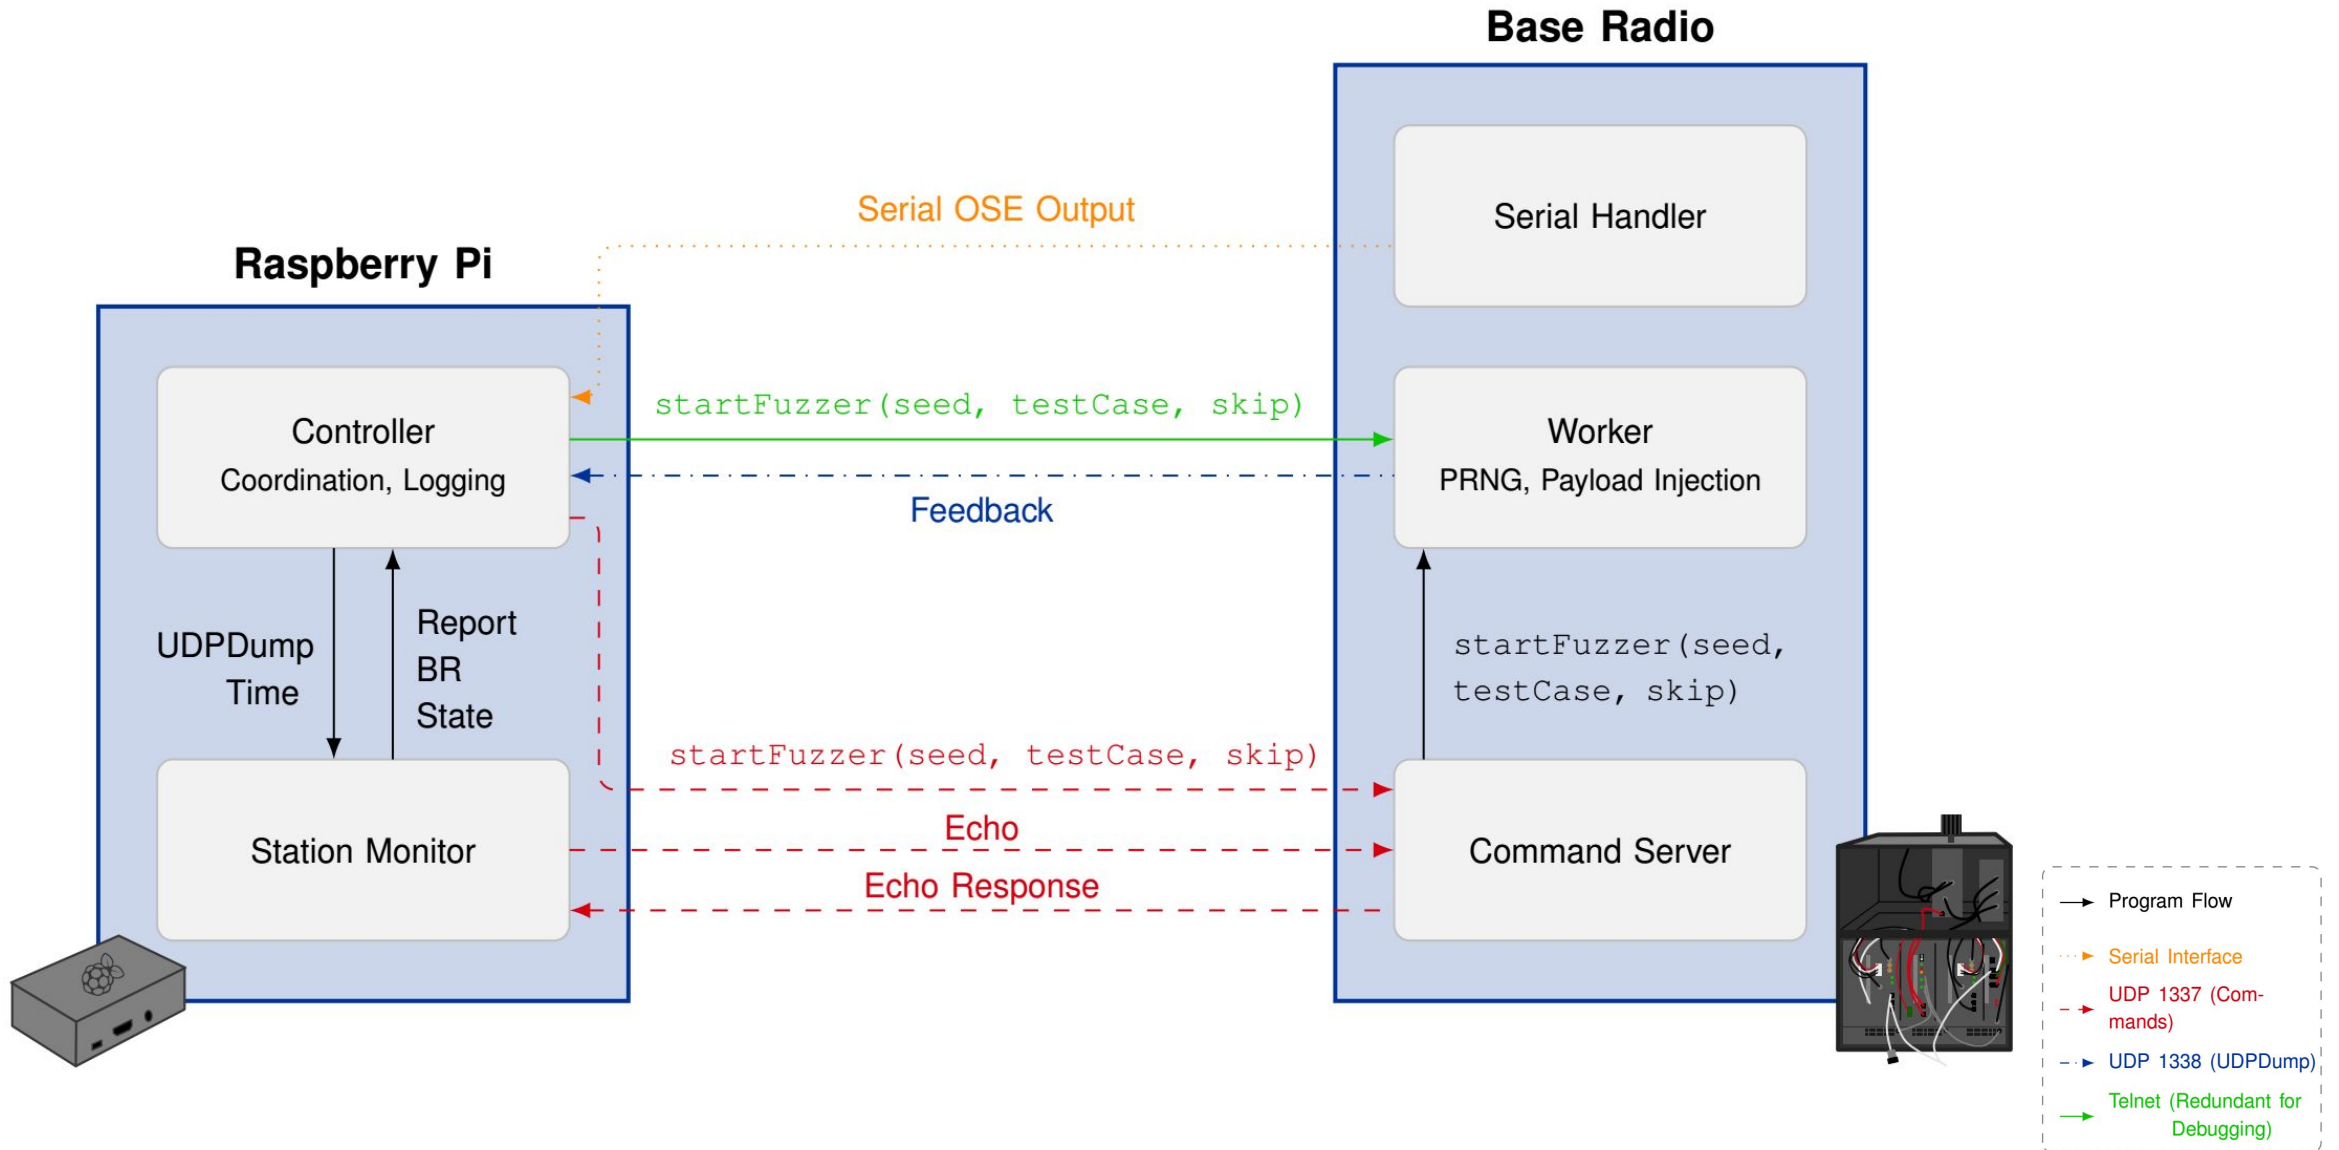 Base Radio
Serial Handler
Serial OSE Output
Raspberry Pi
Controller
Coordination, Logging
startFuzzer(seed, testCase, skip)
Feedback
Worker
PRNG, Payload Injection
UDPDump
Time
Report
BR
State
startFuzzer(seed,
testCase, skip)
startFuzzer(seed, testCase, skip)
Echo
Echo Response
Station Monitor
Command Server
Program Flow
Serial Interface
UDP 1337 (Com-
mands)
UDP 1338 (UDPDump)
Telnet (Redundant for
Debugging)